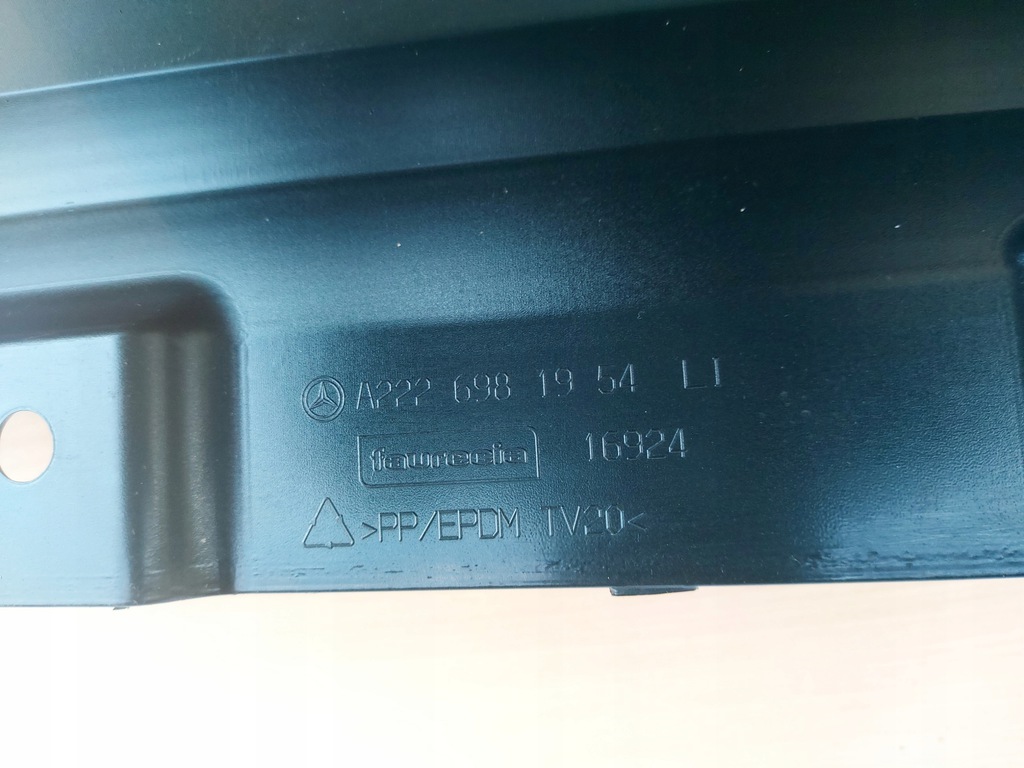 A222 698 19 54 LI
faurecia 16924
>PP/EPDM TV20<